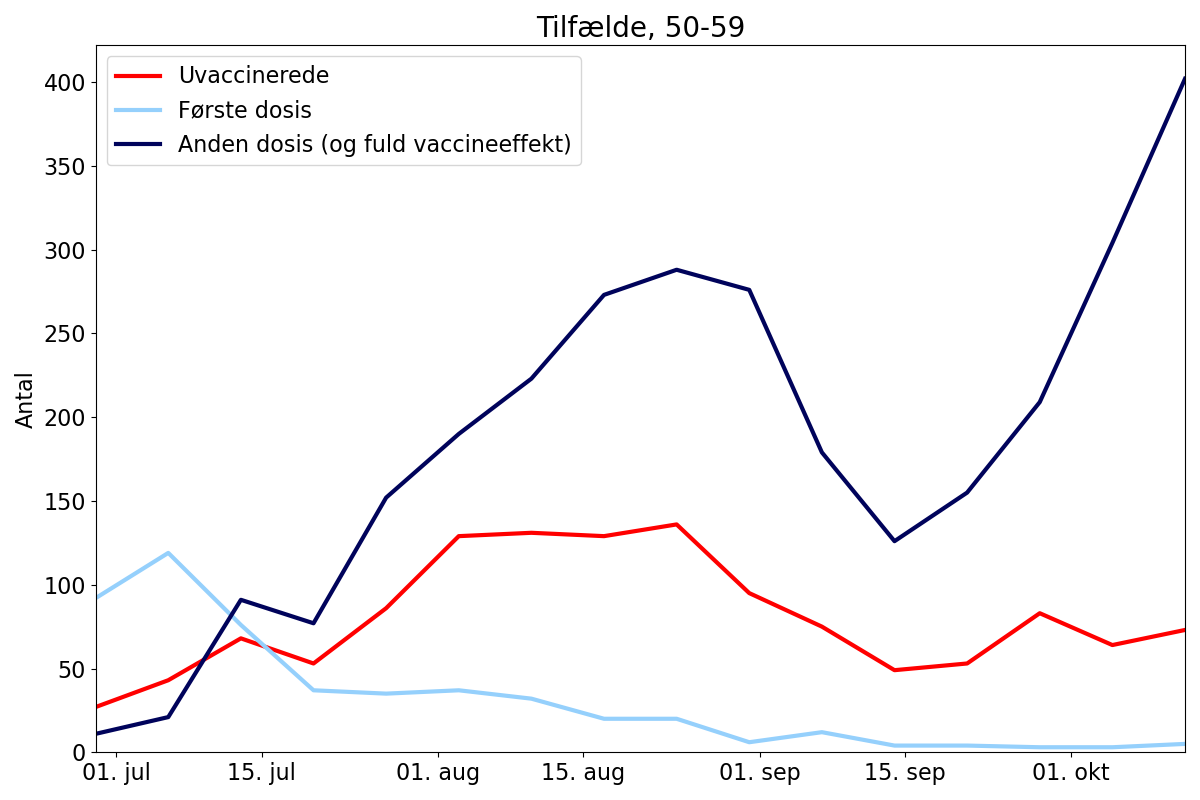 Tilfælde, 50-59
Uvaccinerede
Første dosis
Anden dosis (og fuld vaccineeffekt)
Antal
400
350
300
250
200
150
100
50
0
01. jul 15. jul 01. aug 15. aug 01. sep 15. sep 01. okt